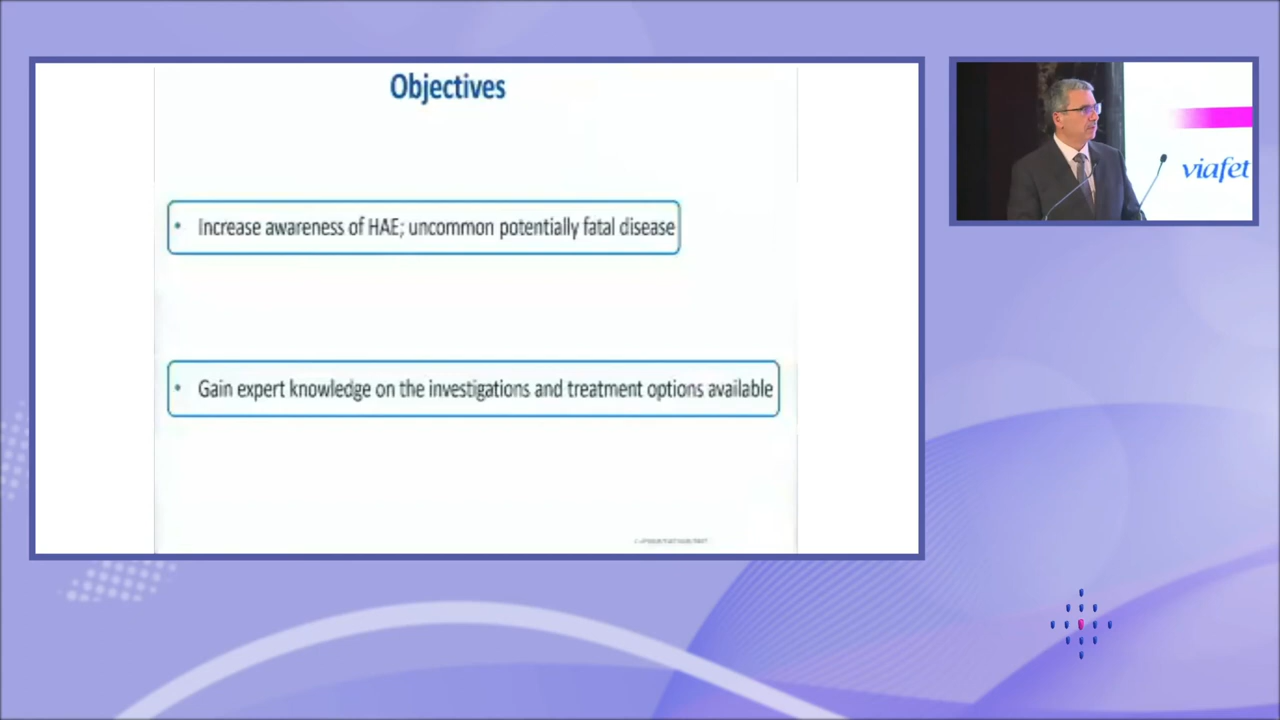 Objectives
• Increase awareness of HAE; uncommon potentially fatal disease
• Gain expert knowledge on the investigations and treatment options available
viafet